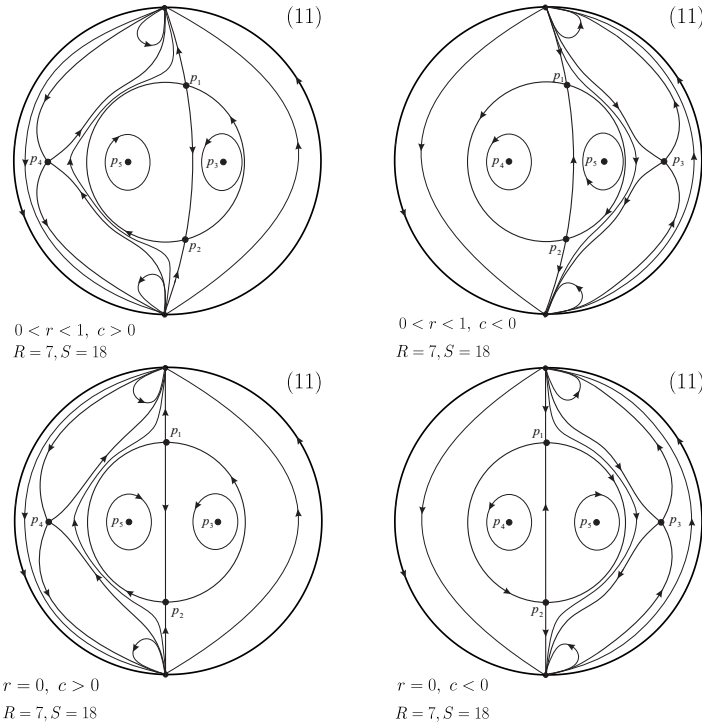 (11)
p₁
p₄
p₅
p₃
p₂
0 < r < 1, c > 0
R = 7, S = 18
(11)
p₁
p₄
p₅
p₃
p₂
0 < r < 1, c < 0
R = 7, S = 18
(11)
p₁
p₄
p₅
p₃
p₂
r = 0, c > 0
R = 7, S = 18
(11)
p₁
p₄
p₅
p₃
p₂
r = 0, c < 0
R = 7, S = 18